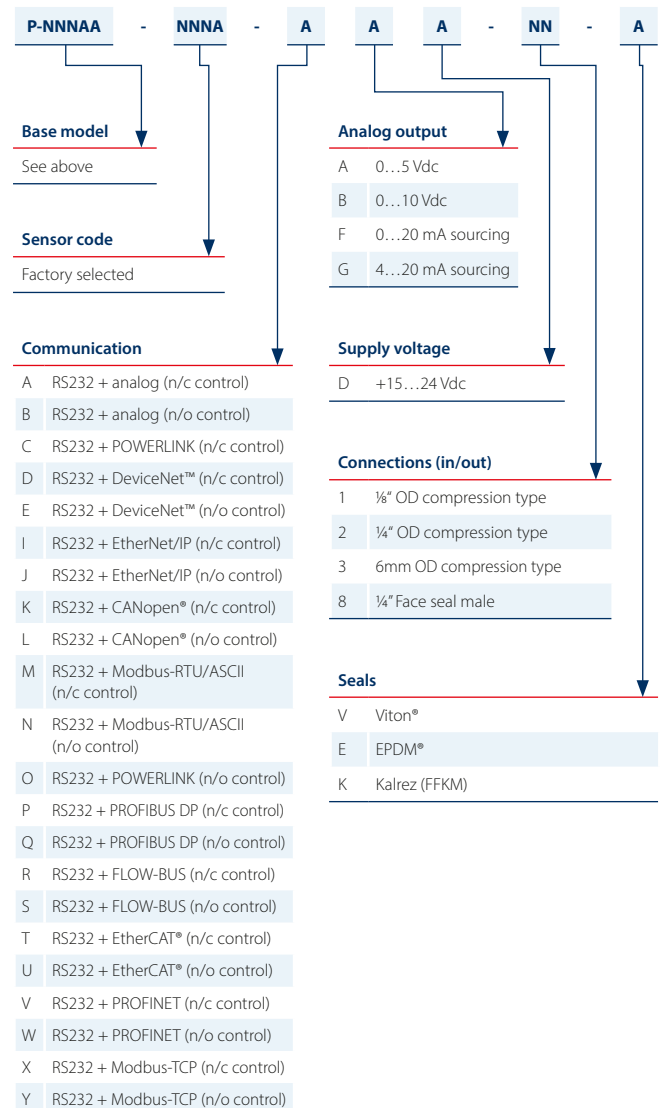 P-NNNAA - NNNA - A A A - NN - A
Base model
See above
Sensor code
Factory selected
Communication
A RS232 + analog (n/c control)
B RS232 + analog (n/o control)
C RS232 + POWERLINK (n/c control)
D RS232 + DeviceNet™ (n/c control)
E RS232 + DeviceNet™ (n/o control)
I RS232 + EtherNet/IP (n/c control)
J RS232 + EtherNet/IP (n/o control)
K RS232 + CANopen® (n/c control)
L RS232 + CANopen® (n/o control)
M RS232 + Modbus-RTU/ASCII
(n/c control)
N RS232 + Modbus-RTU/ASCII
(n/o control)
O RS232 + POWERLINK (n/o control)
P RS232 + PROFIBUS DP (n/c control)
Q RS232 + PROFIBUS DP (n/o control)
R RS232 + FLOW-BUS (n/c control)
S RS232 + FLOW-BUS (n/o control)
T RS232 + EtherCAT® (n/c control)
U RS232 + EtherCAT® (n/o control)
V RS232 + PROFINET (n/c control)
W RS232 + PROFINET (n/o control)
X RS232 + Modbus-TCP (n/c control)
Y RS232 + Modbus-TCP (n/o control)
Analog output
A 0…5 Vdc
B 0…10 Vdc
F 0…20 mA sourcing
G 4…20 mA sourcing
Supply voltage
D +15…24 Vdc
Connections (in/out)
1 ⅛“ OD compression type
2 ¼“ OD compression type
3 6mm OD compression type
8 ¼” Face seal male
Seals
V Viton®
E EPDM®
K Kalrez (FFKM)